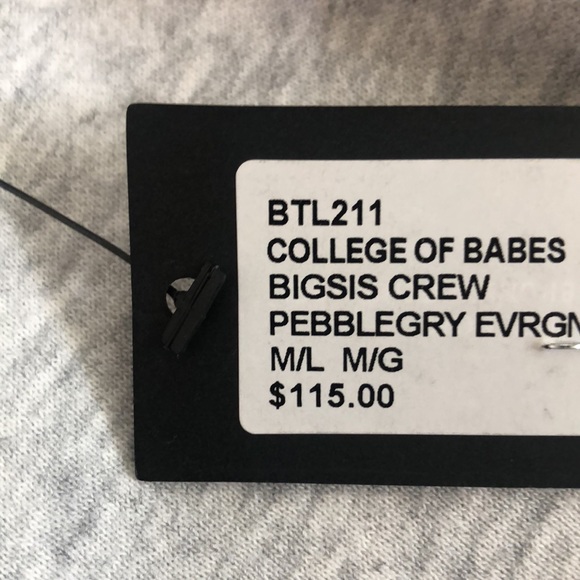 BTL211
COLLEGE OF BABES
BIGSIS CREW
PEBBLEGRY EVRGN
M/L M/G
$115.00